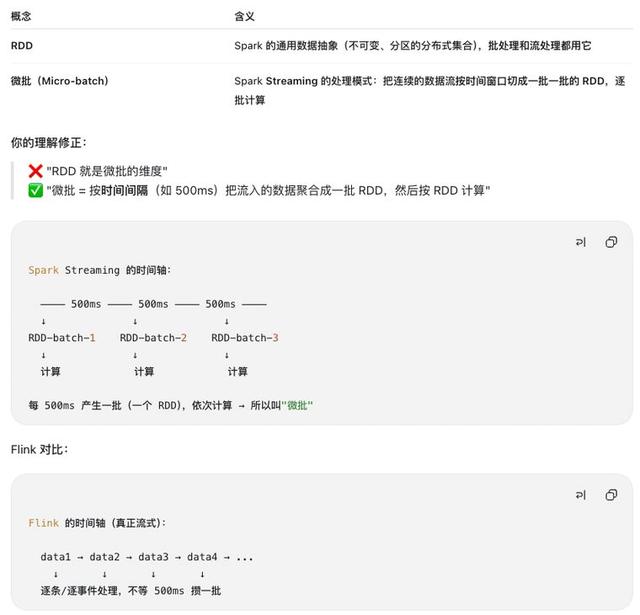 概念 含义
RDD Spark 的通用数据抽象（不可变、分区的分布式集合），批处理和流处理都用它
微批（Micro-batch） Spark Streaming 的处理模式：把连续的数据流按时间窗口切成一批一批的 RDD，逐
批计算
你的理解修正：
❌ "RDD 就是微批的维度"
✅ "微批 = 按时间间隔（如 500ms）把流入的数据聚合成一批 RDD，然后按 RDD 计算"
Spark Streaming 的时间轴：
──── 500ms ──── 500ms ──── 500ms ────
↓ ↓ ↓
RDD-batch-1 RDD-batch-2 RDD-batch-3
↓ ↓ ↓
计算 计算 计算
每 500ms 产生一批（一个 RDD），依次计算 → 所以叫"微批"
Flink 对比：
Flink 的时间轴（真正流式）：
data1 → data2 → data3 → data4 → ...
↓ ↓ ↓ ↓
逐条/逐事件处理，不等 500ms 攒一批